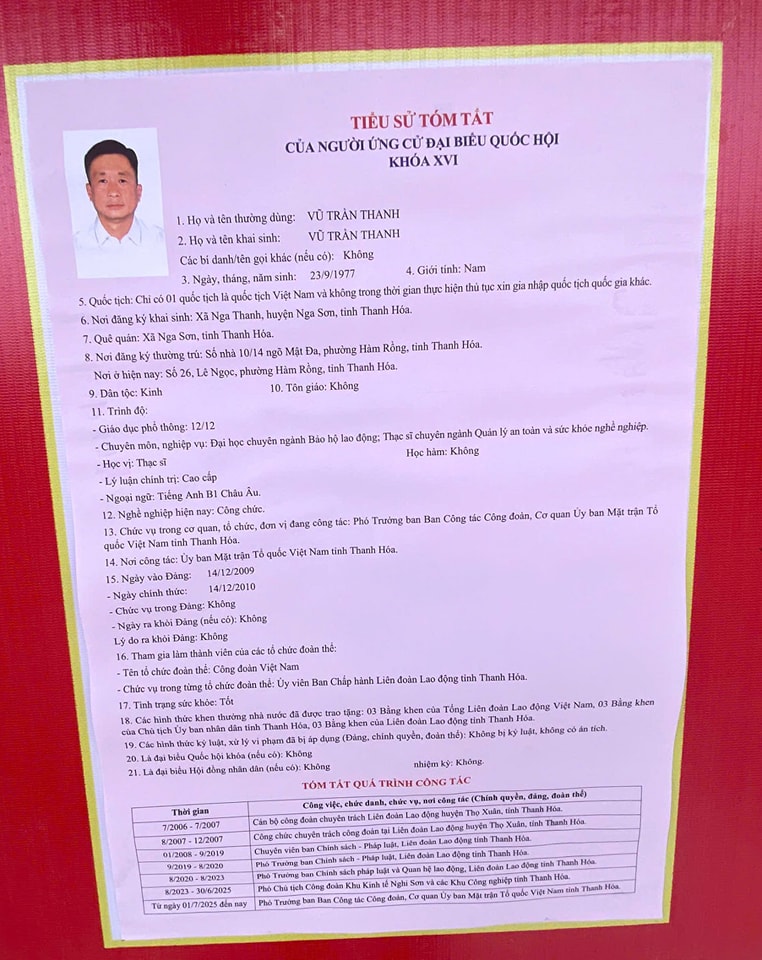 TIỂU SỬ TÓM TẮT
CỦA NGƯỜI ỨNG CỬ ĐẠI BIỂU QUỐC HỘI
KHÓA XVI
1. Họ và tên thường dùng: VŨ TRẦN THANH
2. Họ và tên khai sinh: VŨ TRẦN THANH
Các bí danh/tên gọi khác (nếu có): Không
3. Ngày, tháng, năm sinh: 23/9/1977 4. Giới tính: Nam
5. Quốc tịch: Chỉ có 01 quốc tịch là quốc tịch Việt Nam và không trong thời gian thực hiện thủ tục xin gia nhập quốc tịch quốc gia khác.
6. Nơi đăng ký khai sinh: Xã Nga Thanh, huyện Nga Sơn, tỉnh Thanh Hóa.
7. Quê quán: Xã Nga Sơn, tỉnh Thanh Hóa.
8. Nơi đăng ký thường trú: Số nhà 10/14 ngõ Mật Đa, phường Hàm Rồng, tỉnh Thanh Hóa.
Nơi ở hiện nay: Số 26, Lê Ngọc, phường Hàm Rồng, tỉnh Thanh Hóa.
9. Dân tộc: Kinh 10. Tôn giáo: Không
11. Trình độ:
- Giáo dục phổ thông: 12/12
- Chuyên môn, nghiệp vụ: Đại học chuyên ngành Bảo hộ lao động; Thạc sĩ chuyên ngành Quản lý an toàn và sức khỏe nghề nghiệp.
- Học vị: Thạc sĩ Học hàm: Không
- Lý luận chính trị: Cao cấp
- Ngoại ngữ: Tiếng Anh B1 Châu Âu.
12. Nghề nghiệp hiện nay: Công chức.
13. Chức vụ trong cơ quan, tổ chức, đơn vị đang công tác: Phó Trưởng ban Ban Công tác Công đoàn, Cơ quan Ủy ban Mặt trận Tổ
quốc Việt Nam tỉnh Thanh Hóa.
14. Nơi công tác: Ủy ban Mặt trận Tổ quốc Việt Nam tỉnh Thanh Hóa.
15. Ngày vào Đảng: 14/12/2009
- Ngày chính thức: 14/12/2010
- Chức vụ trong Đảng: Không
- Ngày ra khỏi Đảng (nếu có): Không
Lý do ra khỏi Đảng: Không
16. Tham gia làm thành viên của các tổ chức đoàn thể:
- Tên tổ chức đoàn thể: Công đoàn Việt Nam
- Chức vụ trong từng tổ chức đoàn thể: Ủy viên Ban Chấp hành Liên đoàn Lao động tỉnh Thanh Hóa.
17. Tình trạng sức khỏe: Tốt
18. Các hình thức khen thưởng nhà nước đã được trao tặng: 03 Bằng khen của Tổng Liên đoàn Lao động Việt Nam, 03 Bằng khen
của Chủ tịch Ủy ban nhân dân tỉnh Thanh Hóa, 03 Bằng khen của Liên đoàn Lao động tỉnh Thanh Hóa.
19. Các hình thức kỷ luật, xử lý vi phạm đã bị áp dụng (Đảng, chính quyền, đoàn thể): Không bị kỷ luật, không có án tích.
20. Là đại biểu Quốc hội khóa (nếu có): Không
21. Là đại biểu Hội đồng nhân dân (nếu có): Không nhiệm kỳ: Không.
TÓM TẮT QUÁ TRÌNH CÔNG TÁC
Thời gian Công việc, chức danh, chức vụ, nơi công tác (Chính quyền, đảng, đoàn thể)
7/2006 - 7/2007 Cán bộ công đoàn chuyên trách Liên đoàn Lao động huyện Thọ Xuân, tỉnh Thanh Hóa.
8/2007 - 12/2007 Công chức chuyên trách công đoàn tại Liên đoàn Lao động huyện Thọ Xuân, tỉnh Thanh Hóa.
01/2008 - 9/2019 Chuyên viên ban Chính sách - Pháp luật, Liên đoàn Lao động tỉnh Thanh Hóa.
9/2019 - 8/2020 Phó Trưởng ban Chính sách - Pháp luật, Liên đoàn Lao động tỉnh Thanh Hóa.
8/2020 - 8/2023 Phó Trưởng ban Chính sách pháp luật và Quan hệ lao động, Liên đoàn Lao động tỉnh Thanh Hóa.
8/2023 - 30/6/2025 Phó Chủ tịch Công đoàn Khu Kinh tế Nghi Sơn và các Khu Công nghiệp tỉnh Thanh Hóa.
Từ ngày 01/7/2025 đến nay Phó Trưởng ban Ban Công tác Công đoàn, Cơ quan Ủy ban Mặt trận Tổ quốc Việt Nam tỉnh Thanh Hóa.